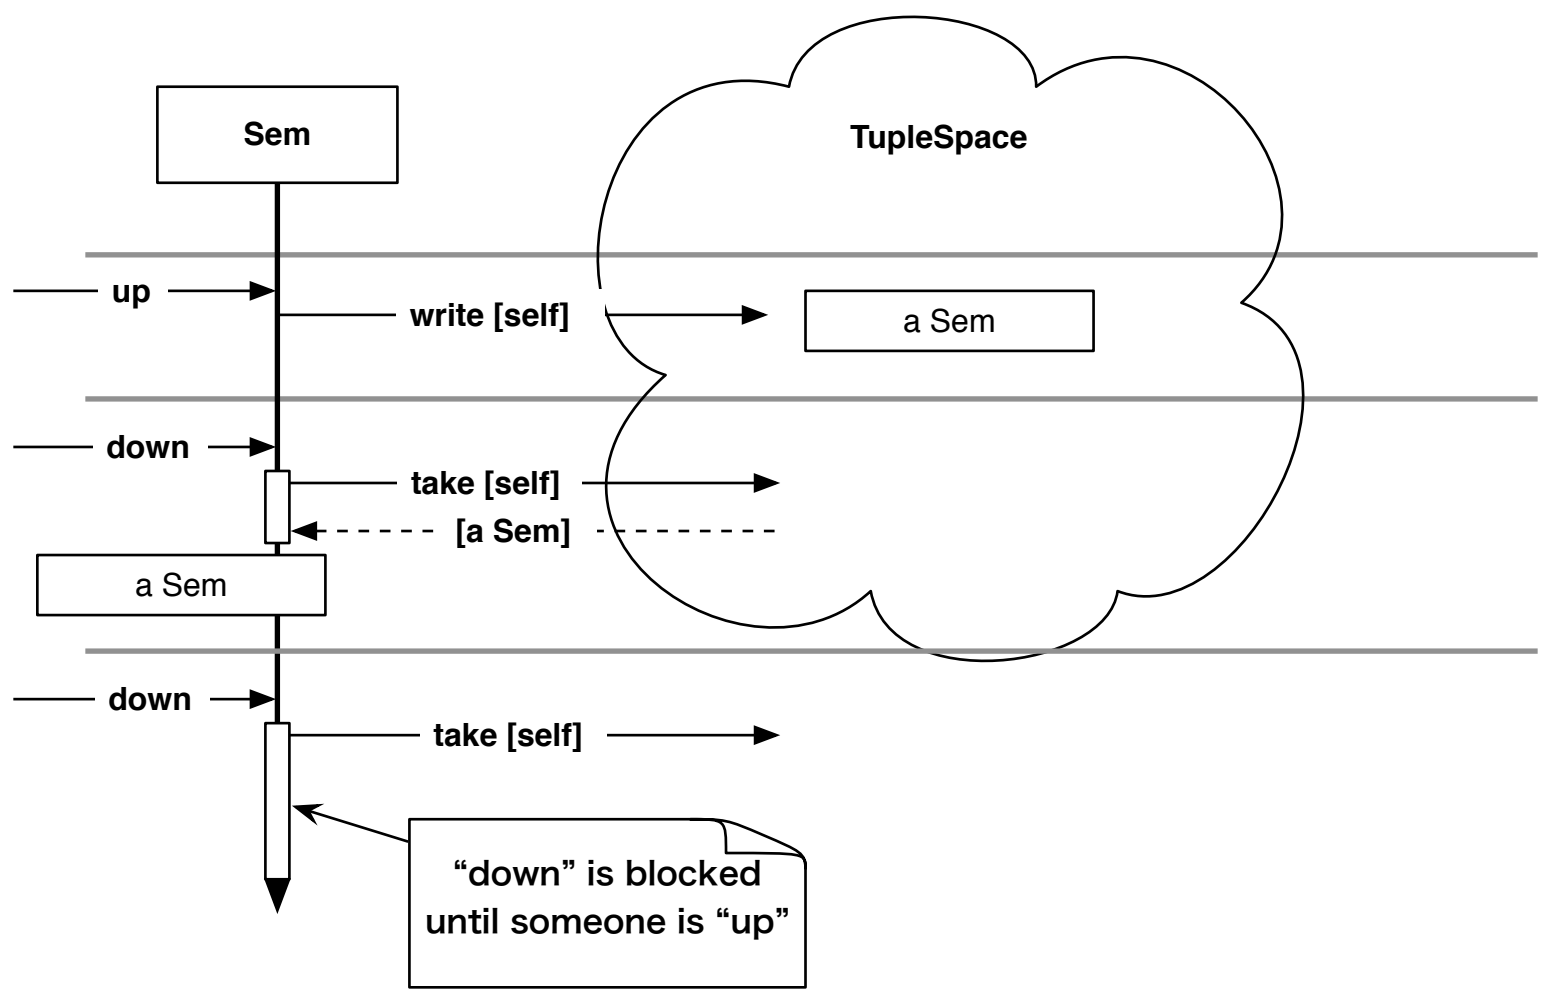 Sem
TupleSpace
up
write [self]
a Sem
down
take [self]
[a Sem]
a Sem
down
take [self]
“down” is blocked
until someone is “up”